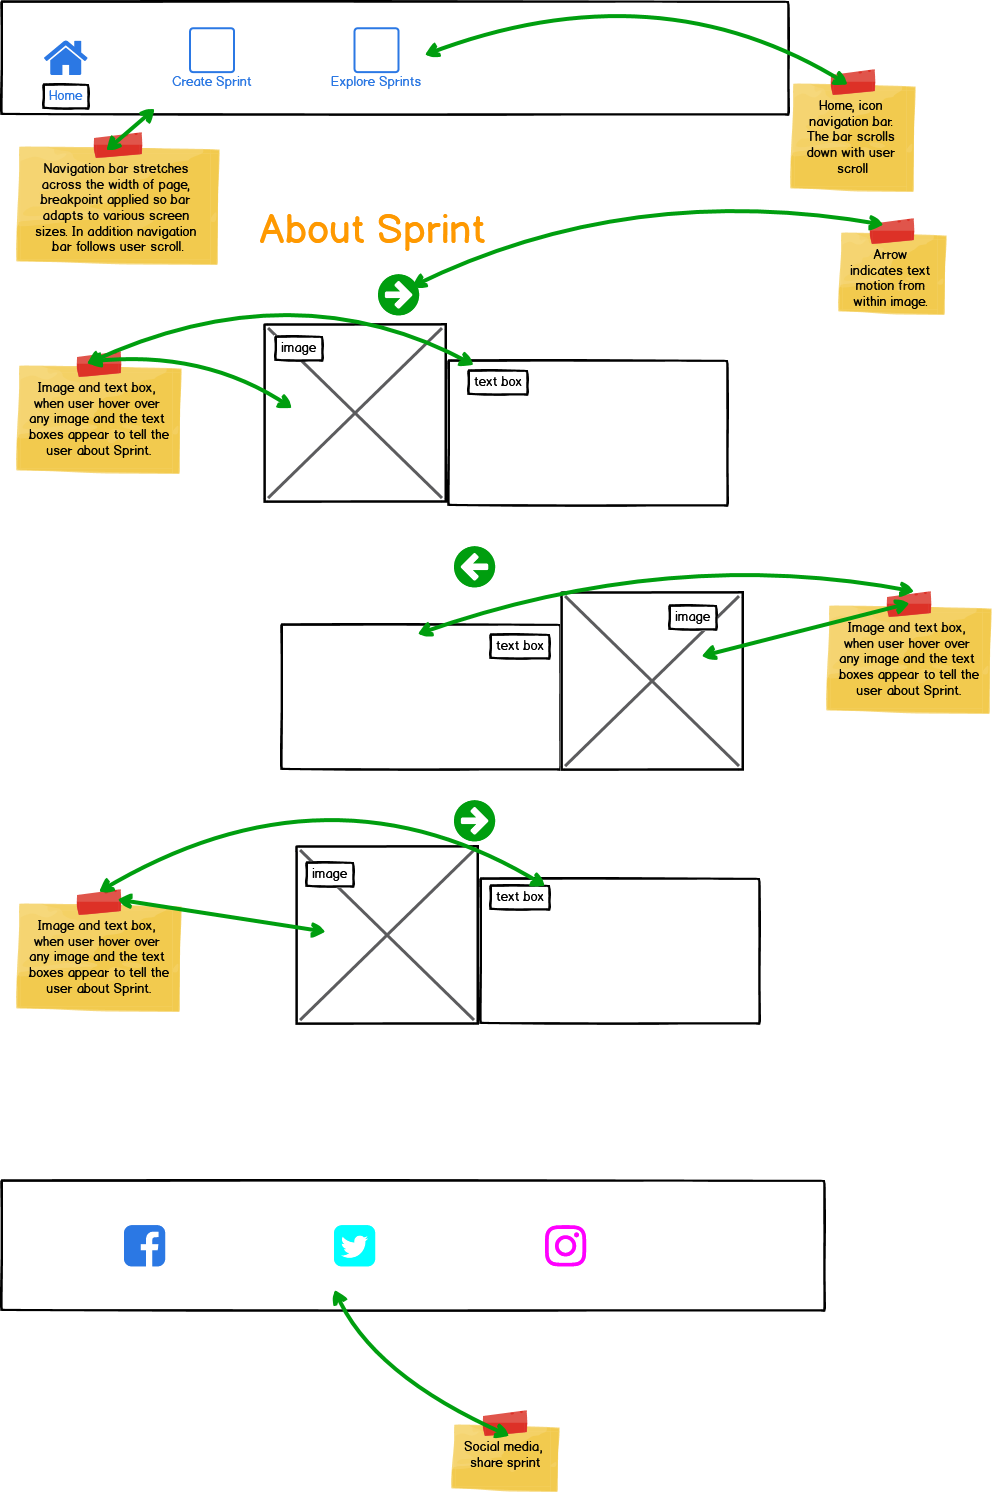 Home
Create Sprint
Explore Sprints
Home, icon
navigation bar.
The bar scrolls
down with user
scroll
Navigation bar stretches
across the width of page,
breakpoint applied so bar
adapts to various screen
sizes. In addition navigation
bar follows user scroll.
About Sprint
Arrow
indicates text
motion from
within image.
image
text box
Image and text box,
when user hover over
any image and the text
boxes appear to tell the
user about Sprint.
text box
image
Image and text box,
when user hover over
any image and the text
boxes appear to tell the
user about Sprint.
image
text box
Image and text box,
when user hover over
any image and the text
boxes appear to tell the
user about Sprint.
Social media,
share sprint